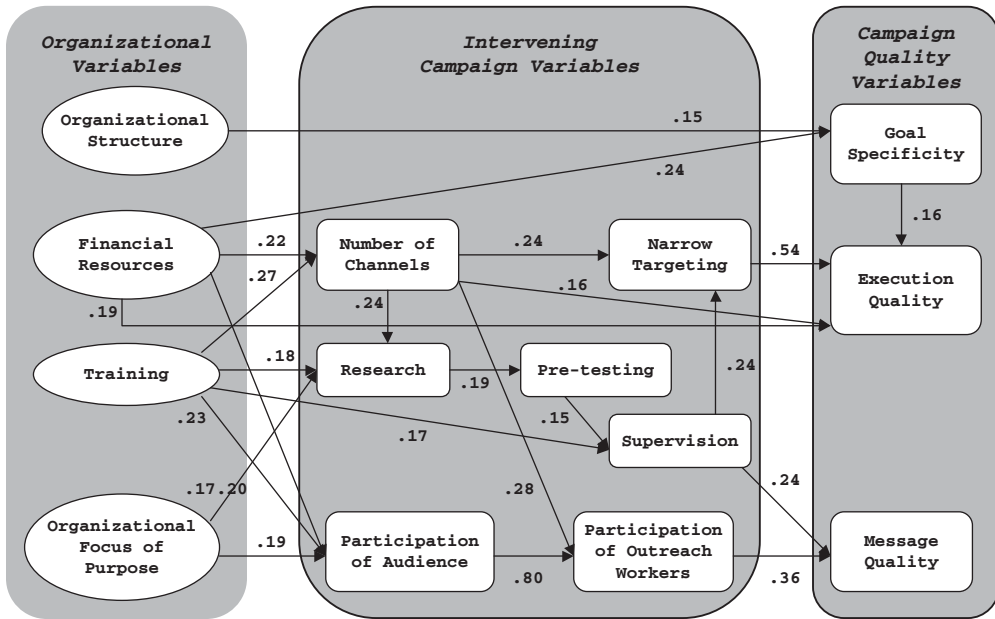 Organizational
Variables
Intervening
Campaign Variables
Campaign
Quality
Variables
Organizational
Structure
.15
Goal
Specificity
.24
.16
Financial
Resources
.22
Number of
Channels
.24
Narrow
Targeting
.54
Execution
Quality
.27
.16
.19
.24
Training
.18
Research
.19
Pre-testing
.24
.23
.15
.17
Supervision
.17
.20
.28
.24
Organizational
Focus of
Purpose
.19
Participation
of Audience
.80
Participation
of Outreach
Workers
.36
Message
Quality